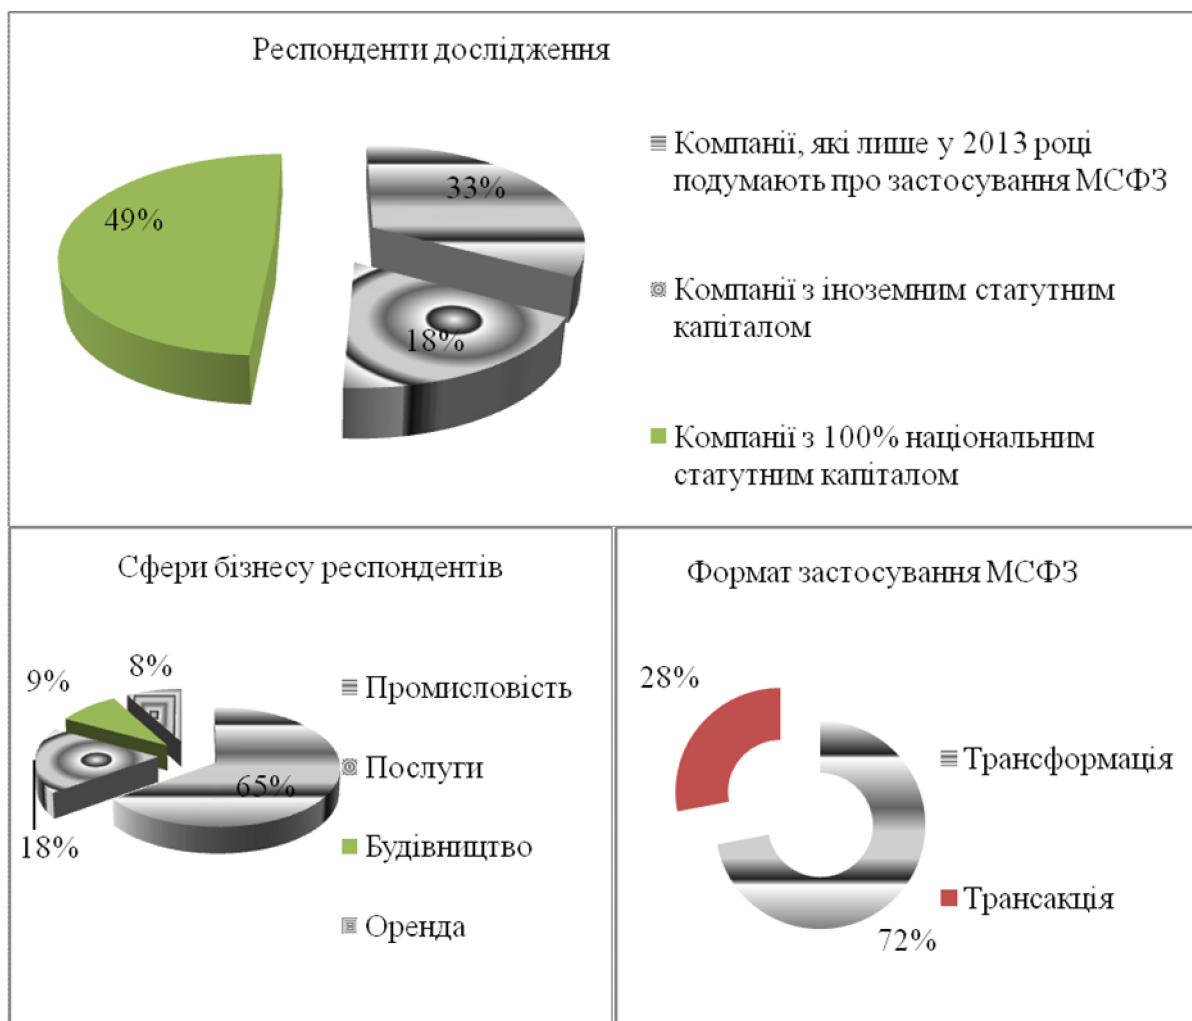 Респонденти дослідження
33%
49%
18%
Компанії, які лише у 2013 році
подумають про застосування МСФЗ
Компанії з іноземним статутним
капіталом
Компанії з 100% національним
статутним капіталом
Сфери бізнесу респондентів
8%
9%
65%
18%
Промисловість
Послуги
Будівництво
Оренда
Формат застосування МСФЗ
28%
72%
Трансформація
Трансакція